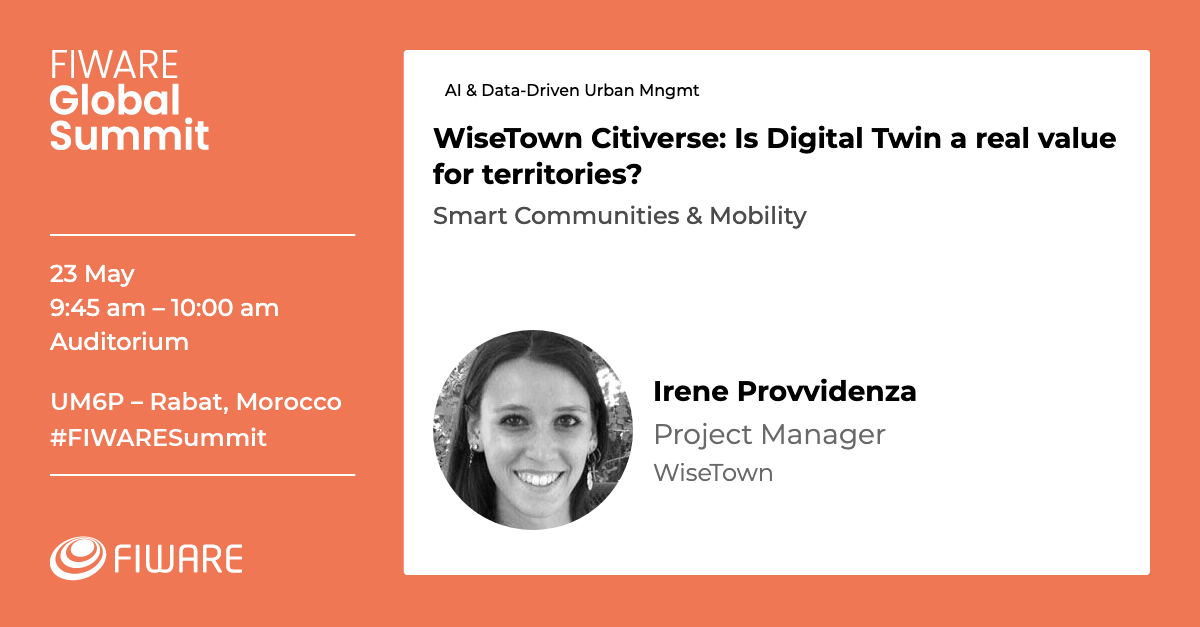 FIWARE
Global
Summit
23 May
9:45 am – 10:00 am
Auditorium
UM6P – Rabat, Morocco
#FIWARESummit
FIWARE
AI & Data-Driven Urban Mngmt
WiseTown Citiverse: Is Digital Twin a real value
for territories?
Smart Communities & Mobility
Irene Provvidenza
Project Manager
WiseTown